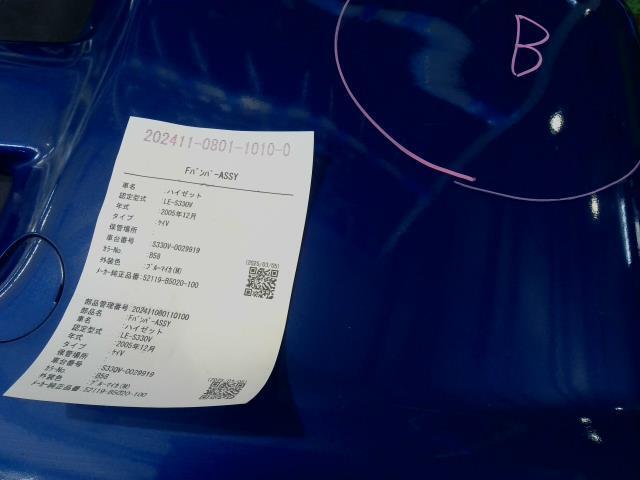 B
202411-0801-1010-0
FﾊﾞﾝﾊﾟｰASSY
車名 :ハイゼット
認定型式 :LE-S330V
年式 :2005年12月
タイプ :ｹｲV
保管場所 :
車台番号 :S330V-0029919
ｶﾗｰNo. :B58
外装色 :ﾌﾞﾙｰﾏｲｶ(M)
ﾒｰｶｰ純正品番:52119-B5020-100
(2025/03/05)
部品管理番号:202411080110100
部品名 :Fﾊﾞﾝﾊﾟｰ-ASSY
車名 :ハイゼット
認定型式 :LE-S330V
年式 :2005年12月
タイプ :ｹｲV
保管場所 :
車台番号 :S330V-0029919
ｶﾗｰNo. :B58
外装色 :ﾌﾞﾙｰﾏｲｶ(M)
ﾒｰｶｰ純正品番:52119-B5020-100